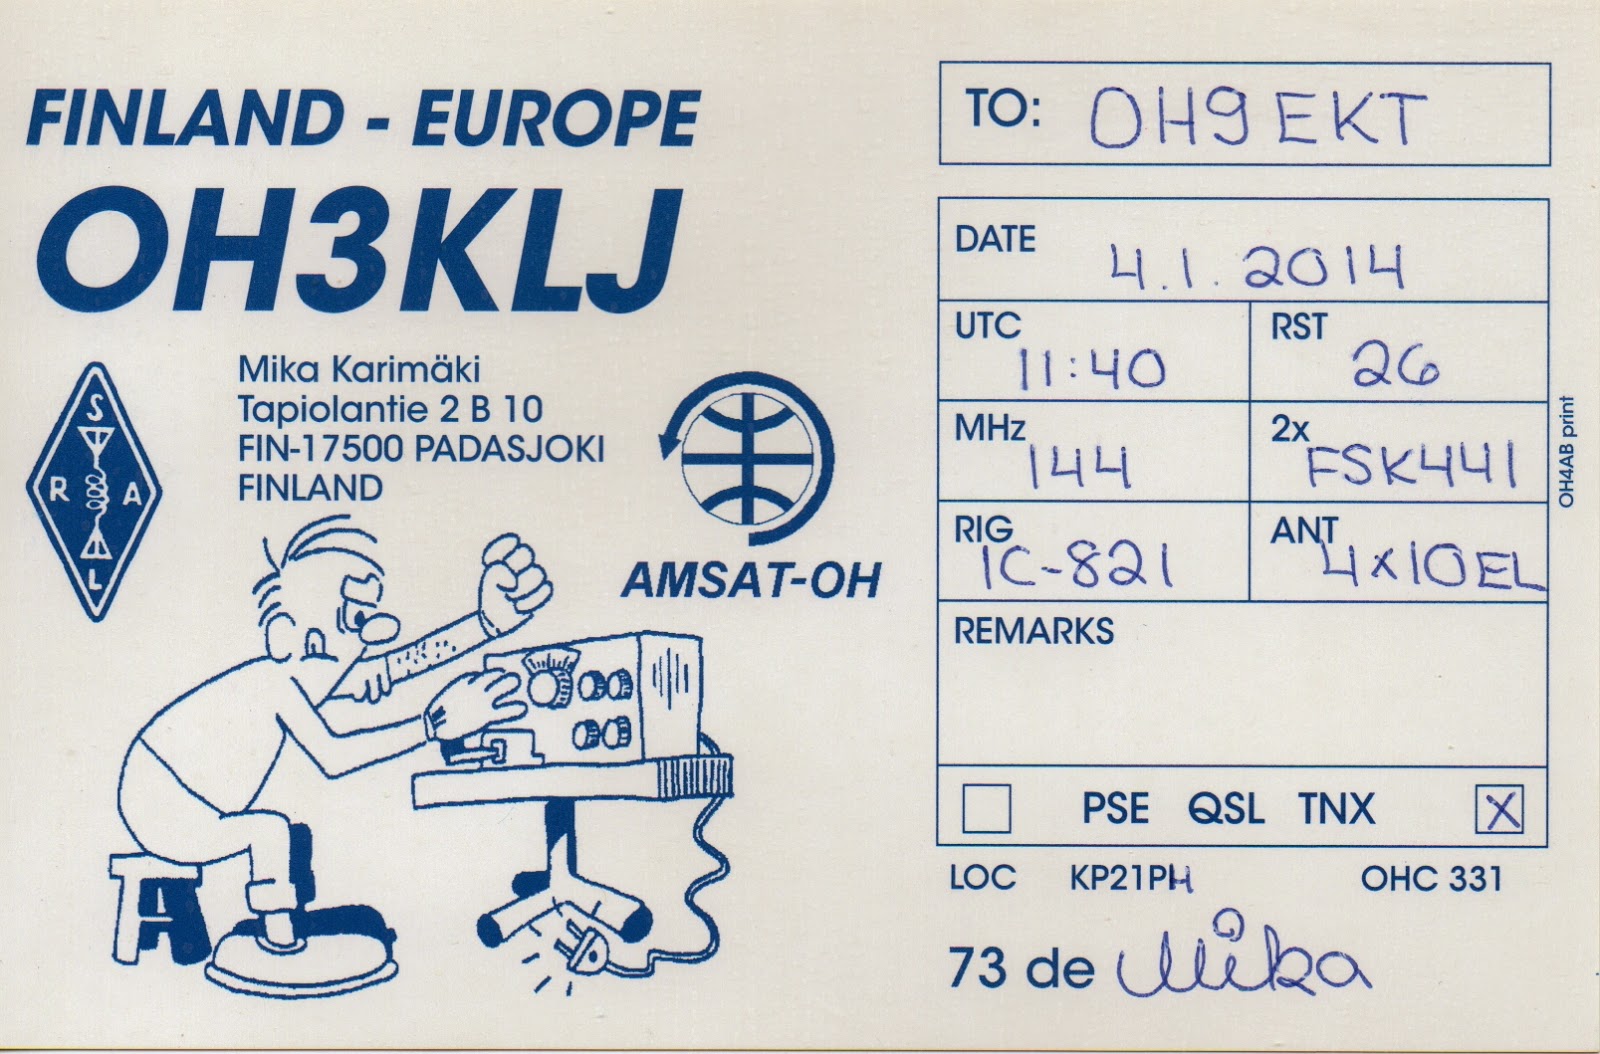 FINLAND - EUROPE
OH3KLJ
Mika Karimäki
Tapiolantie 2 B 10
FIN-17500 PADASJOKI
FINLAND
S
R A
L
AMSAT-OH
TO: OH9EKT
DATE 4.1.2014
UTC 11:40
RST 26
MHz 144
2x FSK441
RIG IC-821
ANT 4x10EL
REMARKS
PSE QSL TNX X
LOC KP21PH OHC 331
73 de Mika
OH4AB print